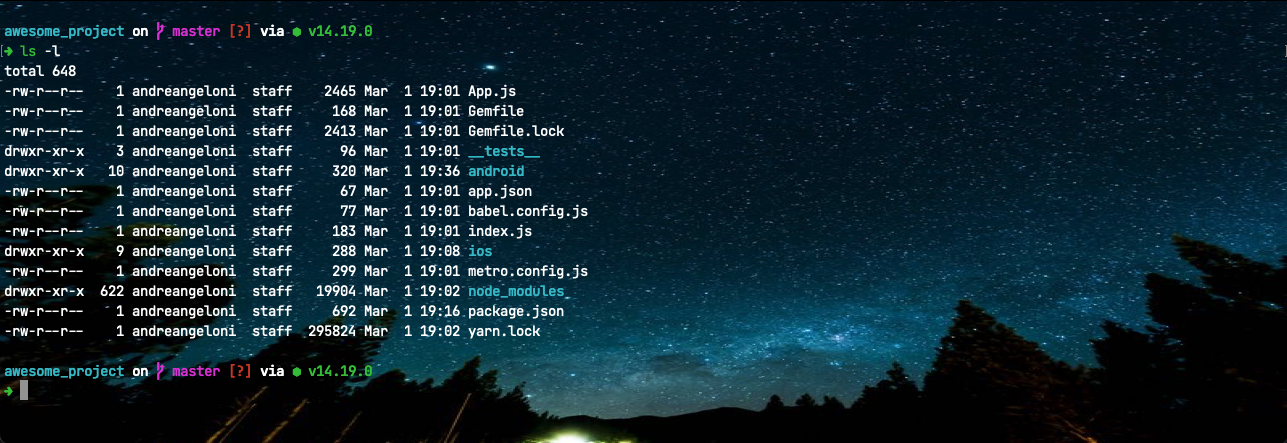 awesome_project on master [?] via ⬢ v14.19.0
➜ ls -l
total 648
-rw-r--r-- 1 andreangeloni staff 2465 Mar 1 19:01 App.js
-rw-r--r-- 1 andreangeloni staff 168 Mar 1 19:01 Gemfile
-rw-r--r-- 1 andreangeloni staff 2413 Mar 1 19:01 Gemfile.lock
drwxr-xr-x 3 andreangeloni staff 96 Mar 1 19:01 __tests__
drwxr-xr-x 10 andreangeloni staff 320 Mar 1 19:36 android
-rw-r--r-- 1 andreangeloni staff 67 Mar 1 19:01 app.json
-rw-r--r-- 1 andreangeloni staff 77 Mar 1 19:01 babel.config.js
-rw-r--r-- 1 andreangeloni staff 183 Mar 1 19:01 index.js
drwxr-xr-x 9 andreangeloni staff 288 Mar 1 19:08 ios
-rw-r--r-- 1 andreangeloni staff 299 Mar 1 19:01 metro.config.js
drwxr-xr-x 622 andreangeloni staff 19904 Mar 1 19:02 node_modules
-rw-r--r-- 1 andreangeloni staff 692 Mar 1 19:16 package.json
-rw-r--r-- 1 andreangeloni staff 295824 Mar 1 19:02 yarn.lock
awesome_project on master [?] via ⬢ v14.19.0
➜